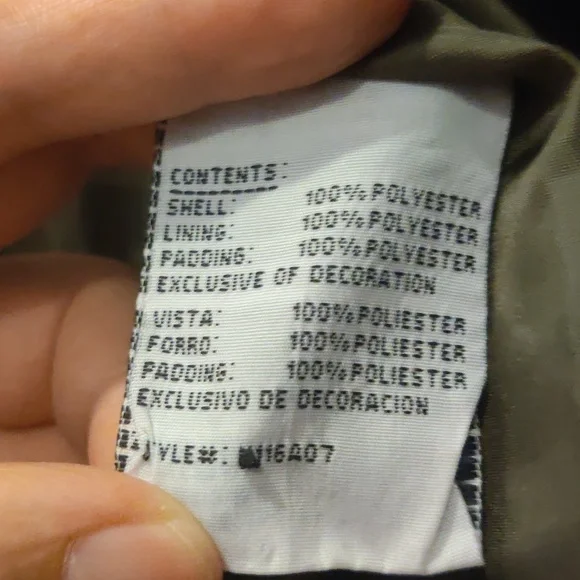 CONTENTS:
SHELL: 100% POLYESTER
LINING: 100% POLYESTER
PADDING: 100% POLYESTER
EXCLUSIVE OF DECORATION
VISTA: 100% POLIESTER
FORRO: 100% POLIESTER
PADDING: 100% POLIESTER
EXCLUSIVO DE DECORACION
STYLE#: